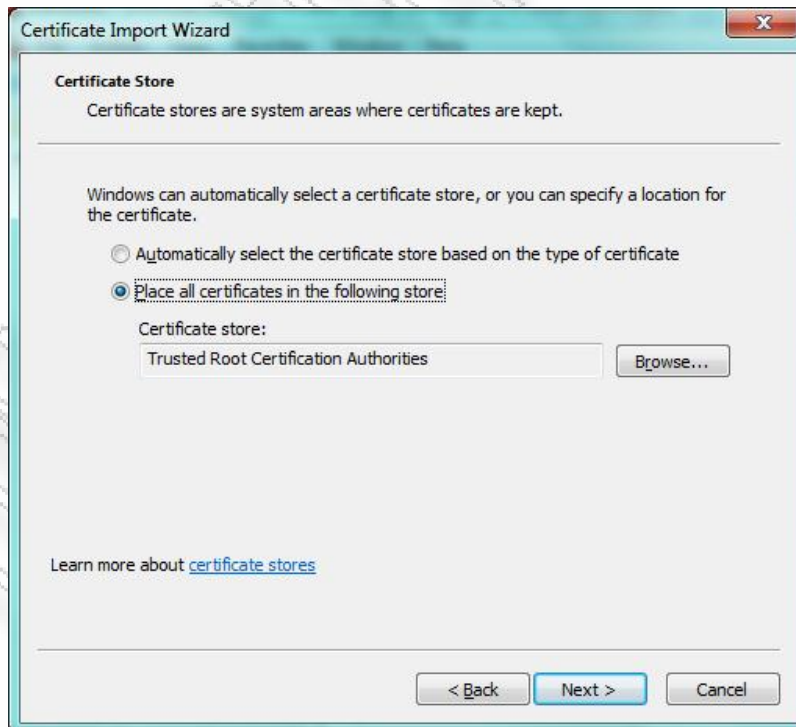 Certificate Import Wizard
Certificate Store
Certificate stores are system areas where certificates are kept.
Windows can automatically select a certificate store, or you can specify a location for
the certificate.
Automatically select the certificate store based on the type of certificate
Place all certificates in the following store
Certificate store:
Trusted Root Certification Authorities
Browse...
Learn more about certificate stores
< Back
Next >
Cancel